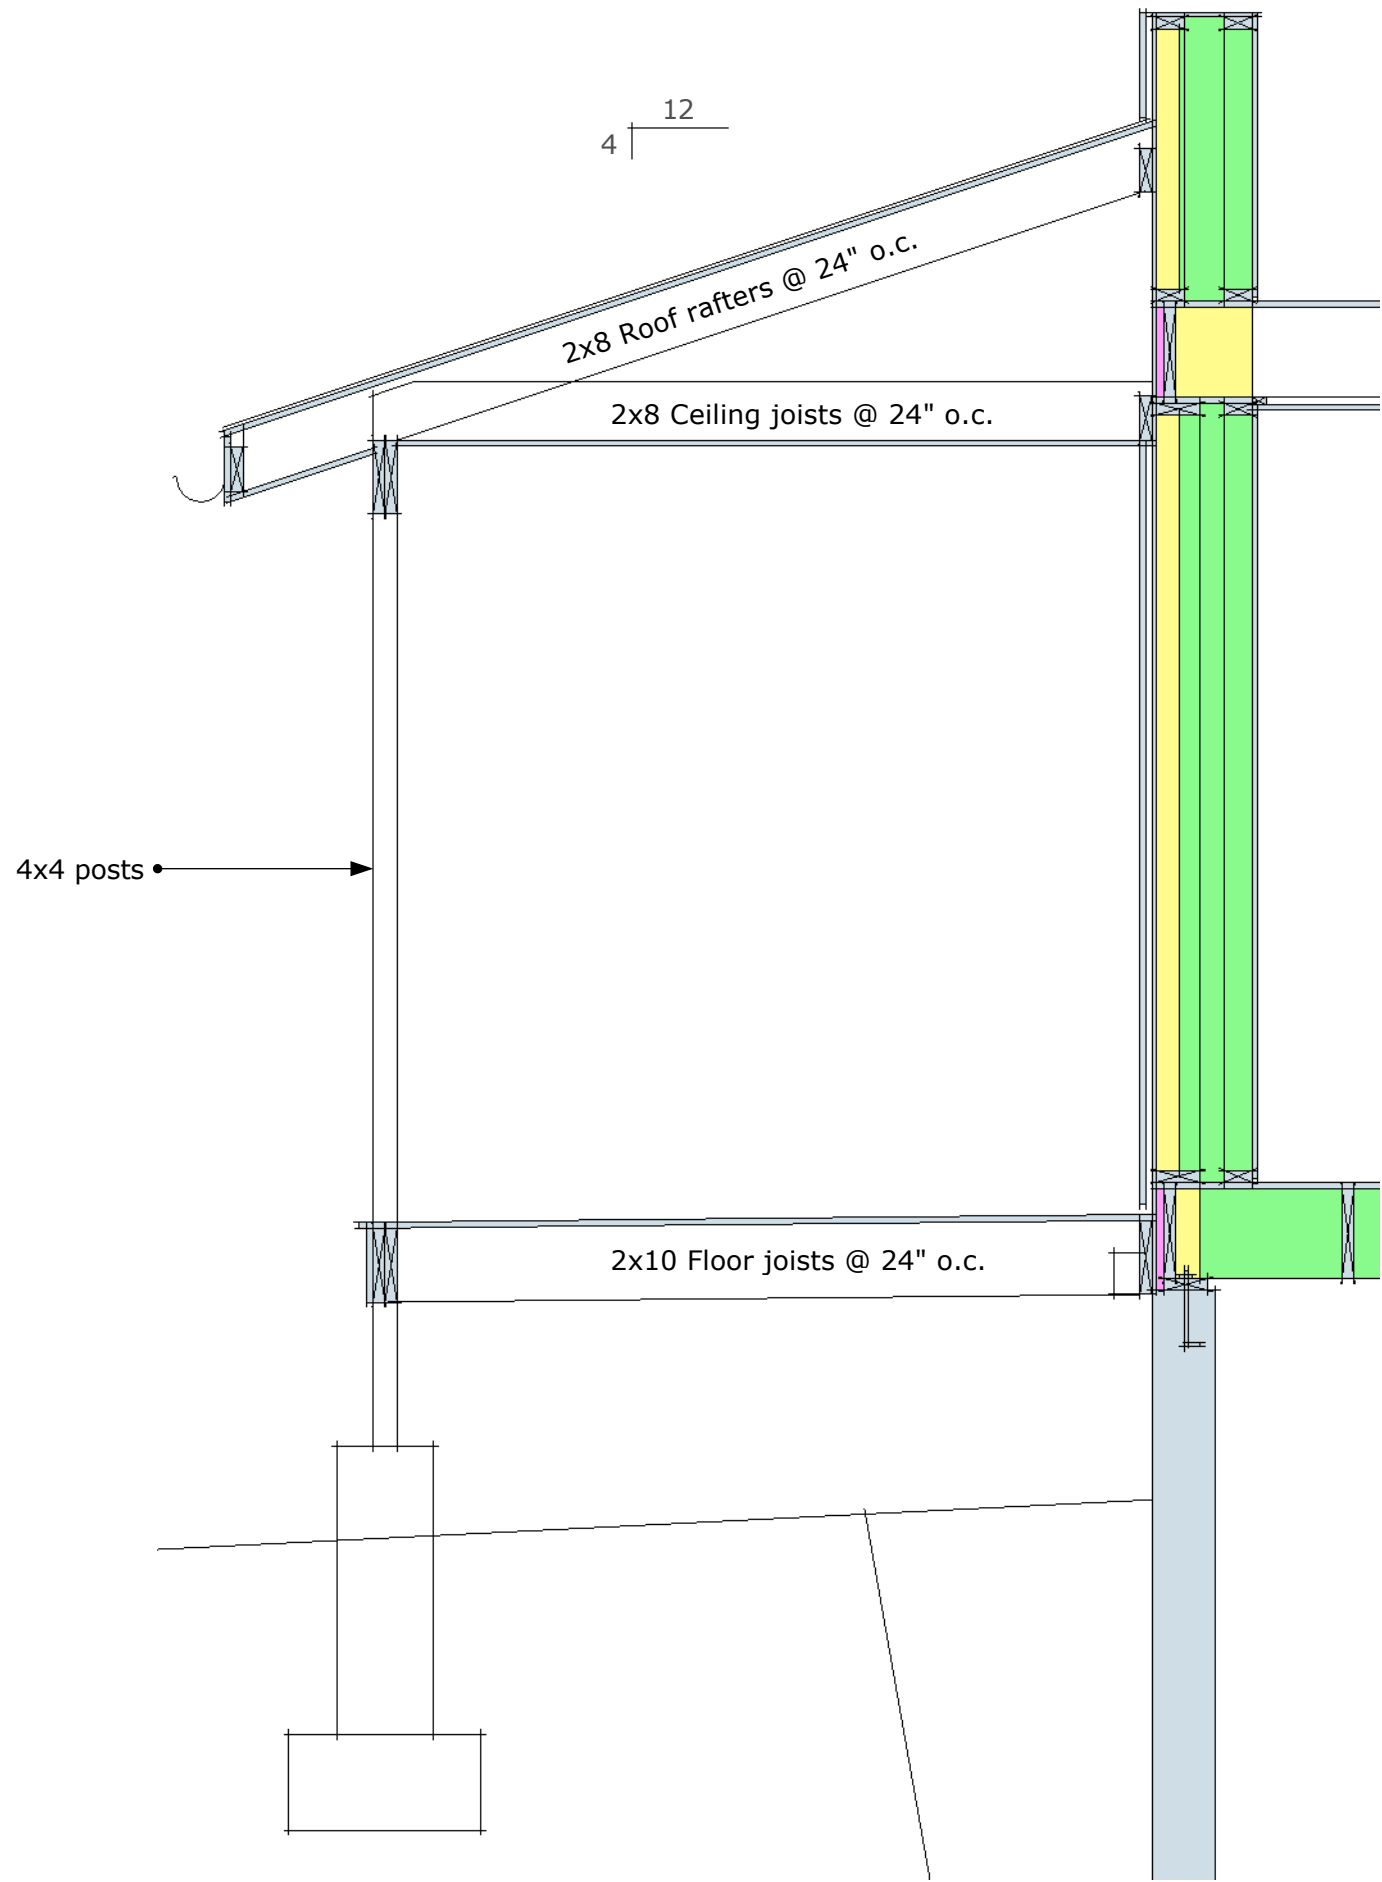 12
4
2x8 Roof rafters @ 24" o.c.
2x8 Ceiling joists @ 24" o.c.
4x4 posts
2x10 Floor joists @ 24" o.c.